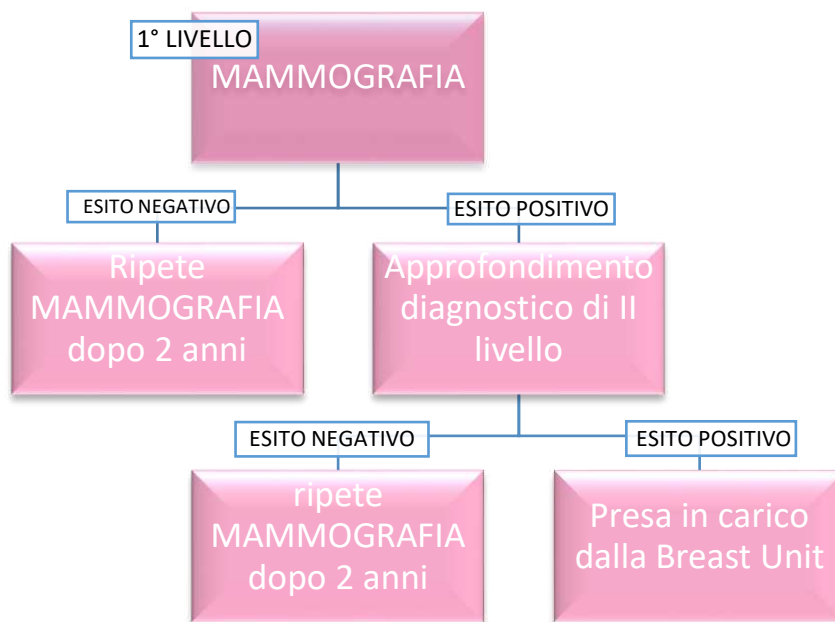 1° LIVELLO
MAMMOGRAFIA
ESITO NEGATIVO
ESITO POSITIVO
Ripete
MAMMOGRAFIA
dopo 2 anni
Approfondimento
diagnostico di II
livello
ESITO NEGATIVO
ESITO POSITIVO
ripete
MAMMOGRAFIA
dopo 2 anni
Presa in carico
dalla Breast Unit